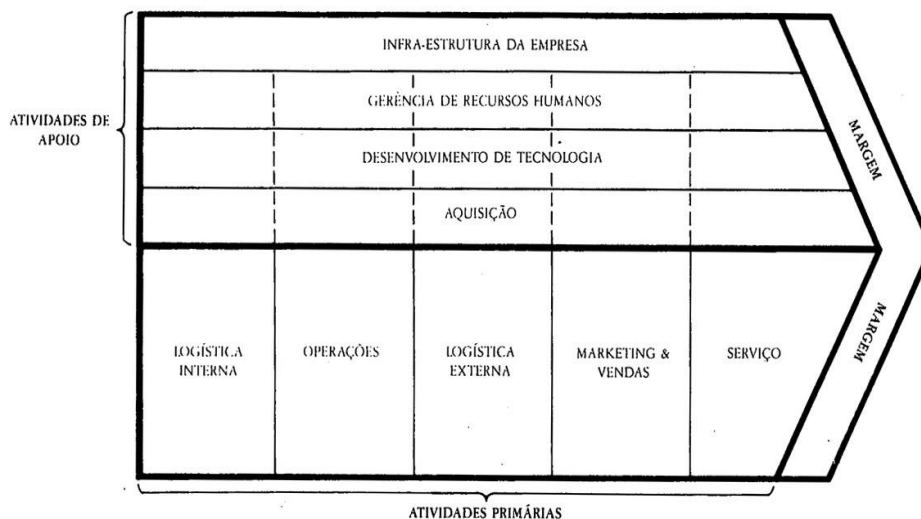 INFRA-ESTRUTURA DA EMPRESA
GERÊNCIA DE RECURSOS HUMANOS
ATIVIDADES DE
APOIO
DESENVOLVIMENTO DE TECNOLOGIA
AQUISIÇÃO
MARGEM
LOGÍSTICA
INTERNA
OPERAÇÕES
LOGÍSTICA
EXTERNA
MARKETING &
VENDAS
SERVIÇO
MARGEM
ATIVIDADES PRIMÁRIAS